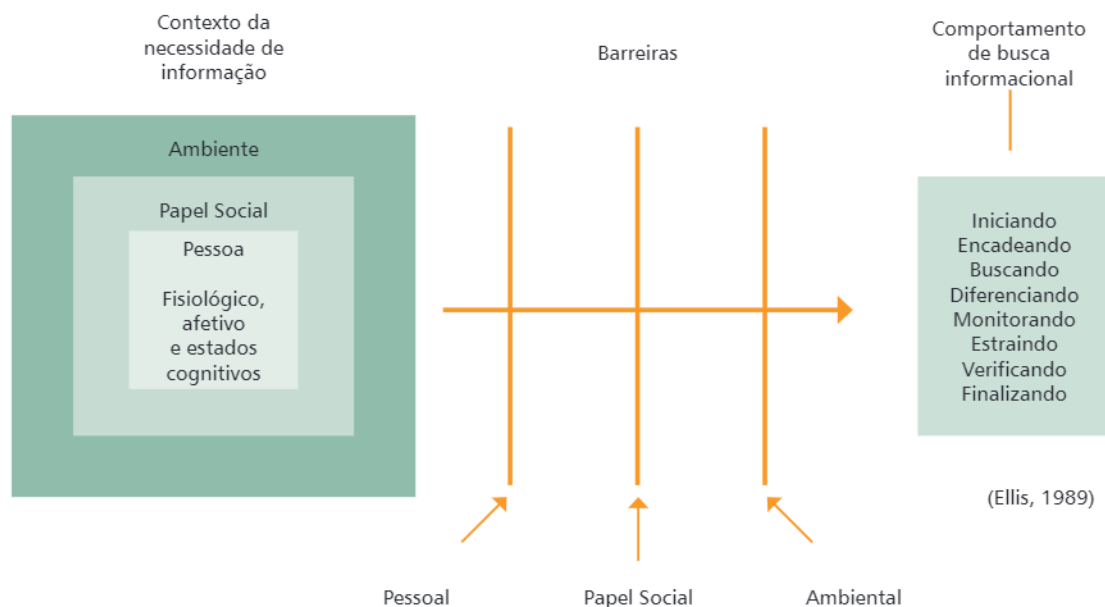 Contexto da
necessidade de
informação
Barreiras
Comportamento
de busca
informacional
Ambiente
Papel Social
Pessoa
Fisiológico,
afetivo
e estados
cognitivos
Iniciando
Encadeando
Buscando
Diferenciando
Monitorando
Estraindo
Verificando
Finalizando
(Ellis, 1989)
Pessoal
Papel Social
Ambiental